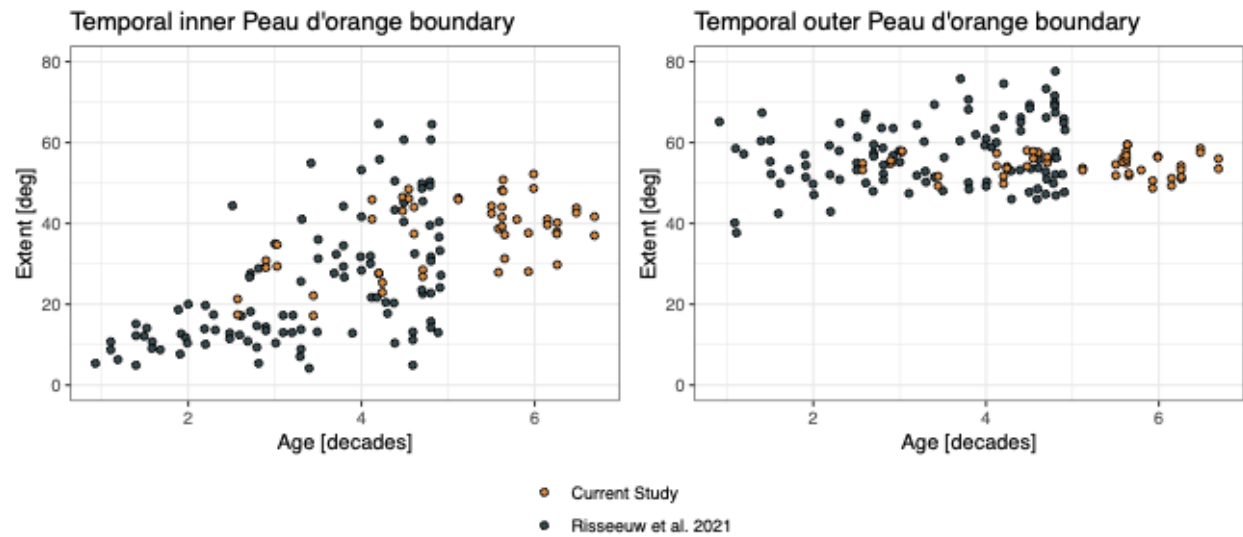 Temporal inner Peau d'orange boundary
Temporal outer Peau d'orange boundary
80
60
40
20
0
Extent [deg]
2
4
6
Age [decades]
80
60
40
20
0
Extent [deg]
2
4
6
Age [decades]
Current Study
Risseeuw et al. 2021